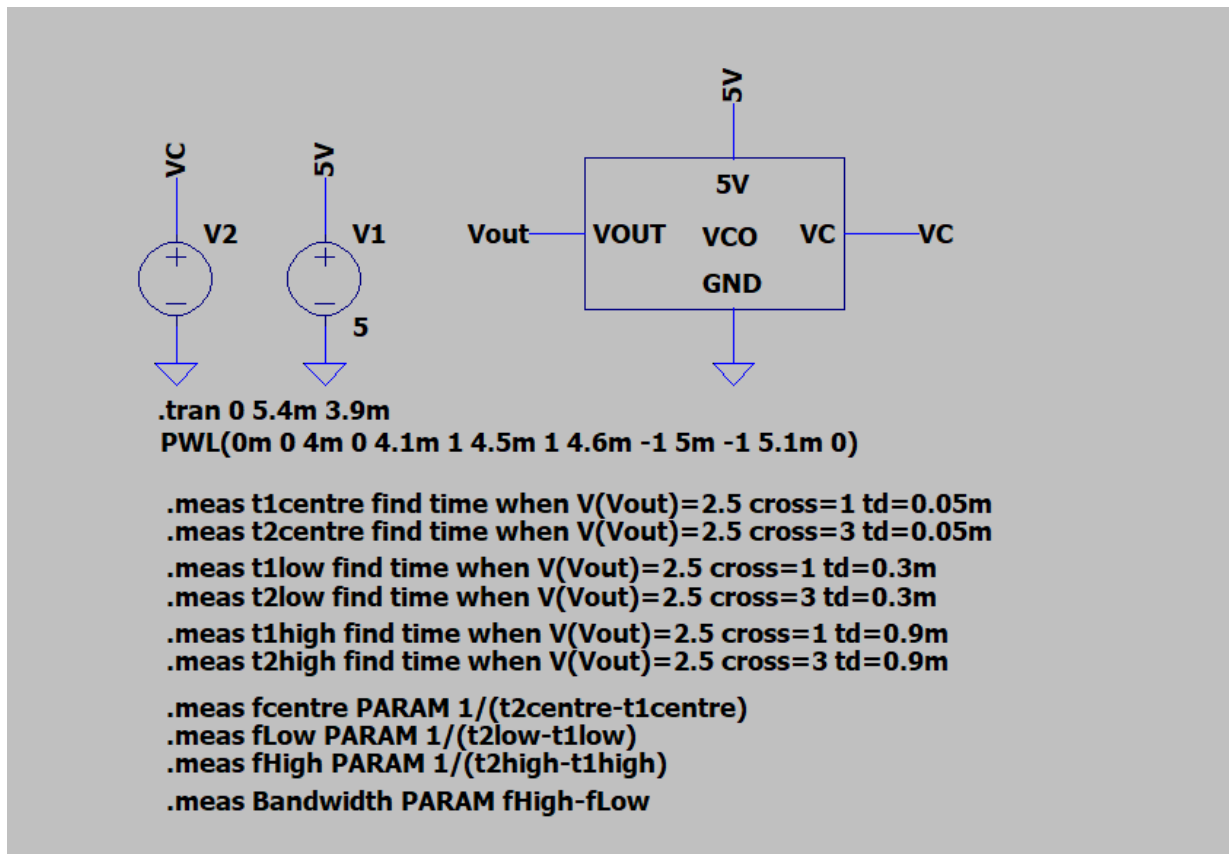 5V
VC
5V
5V
V2
V1
Vout
VOUT
VCO
VC
VC
GND
5
.tran 0 5.4m 3.9m
PWL(0m 0 4m 0 4.1m 1 4.5m 1 4.6m -1 5m -1 5.1m 0)
.meas t1centre find time when V(Vout)=2.5 cross=1 td=0.05m
.meas t2centre find time when V(Vout)=2.5 cross=3 td=0.05m
.meas t1low find time when V(Vout)=2.5 cross=1 td=0.3m
.meas t2low find time when V(Vout)=2.5 cross=3 td=0.3m
.meas t1high find time when V(Vout)=2.5 cross=1 td=0.9m
.meas t2high find time when V(Vout)=2.5 cross=3 td=0.9m
.meas fcentre PARAM 1/(t2centre-t1centre)
.meas fLow PARAM 1/(t2low-t1low)
.meas fHigh PARAM 1/(t2high-t1high)
.meas Bandwidth PARAM fHigh-fLow